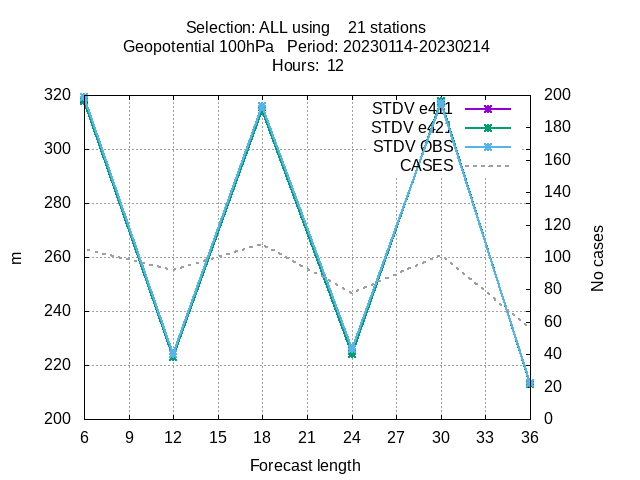 Selection: ALL using 21 stations
Geopotential 100hPa Period: 20230114-20230214
Hours: 12
STDV e411
STDV e421
STDV OBS
CASES
320
300
280
260
240
220
200
200
180
160
140
120
100
80
60
40
20
0
m
No cases
6 9 12 15 18 21 24 27 30 33 36
Forecast length